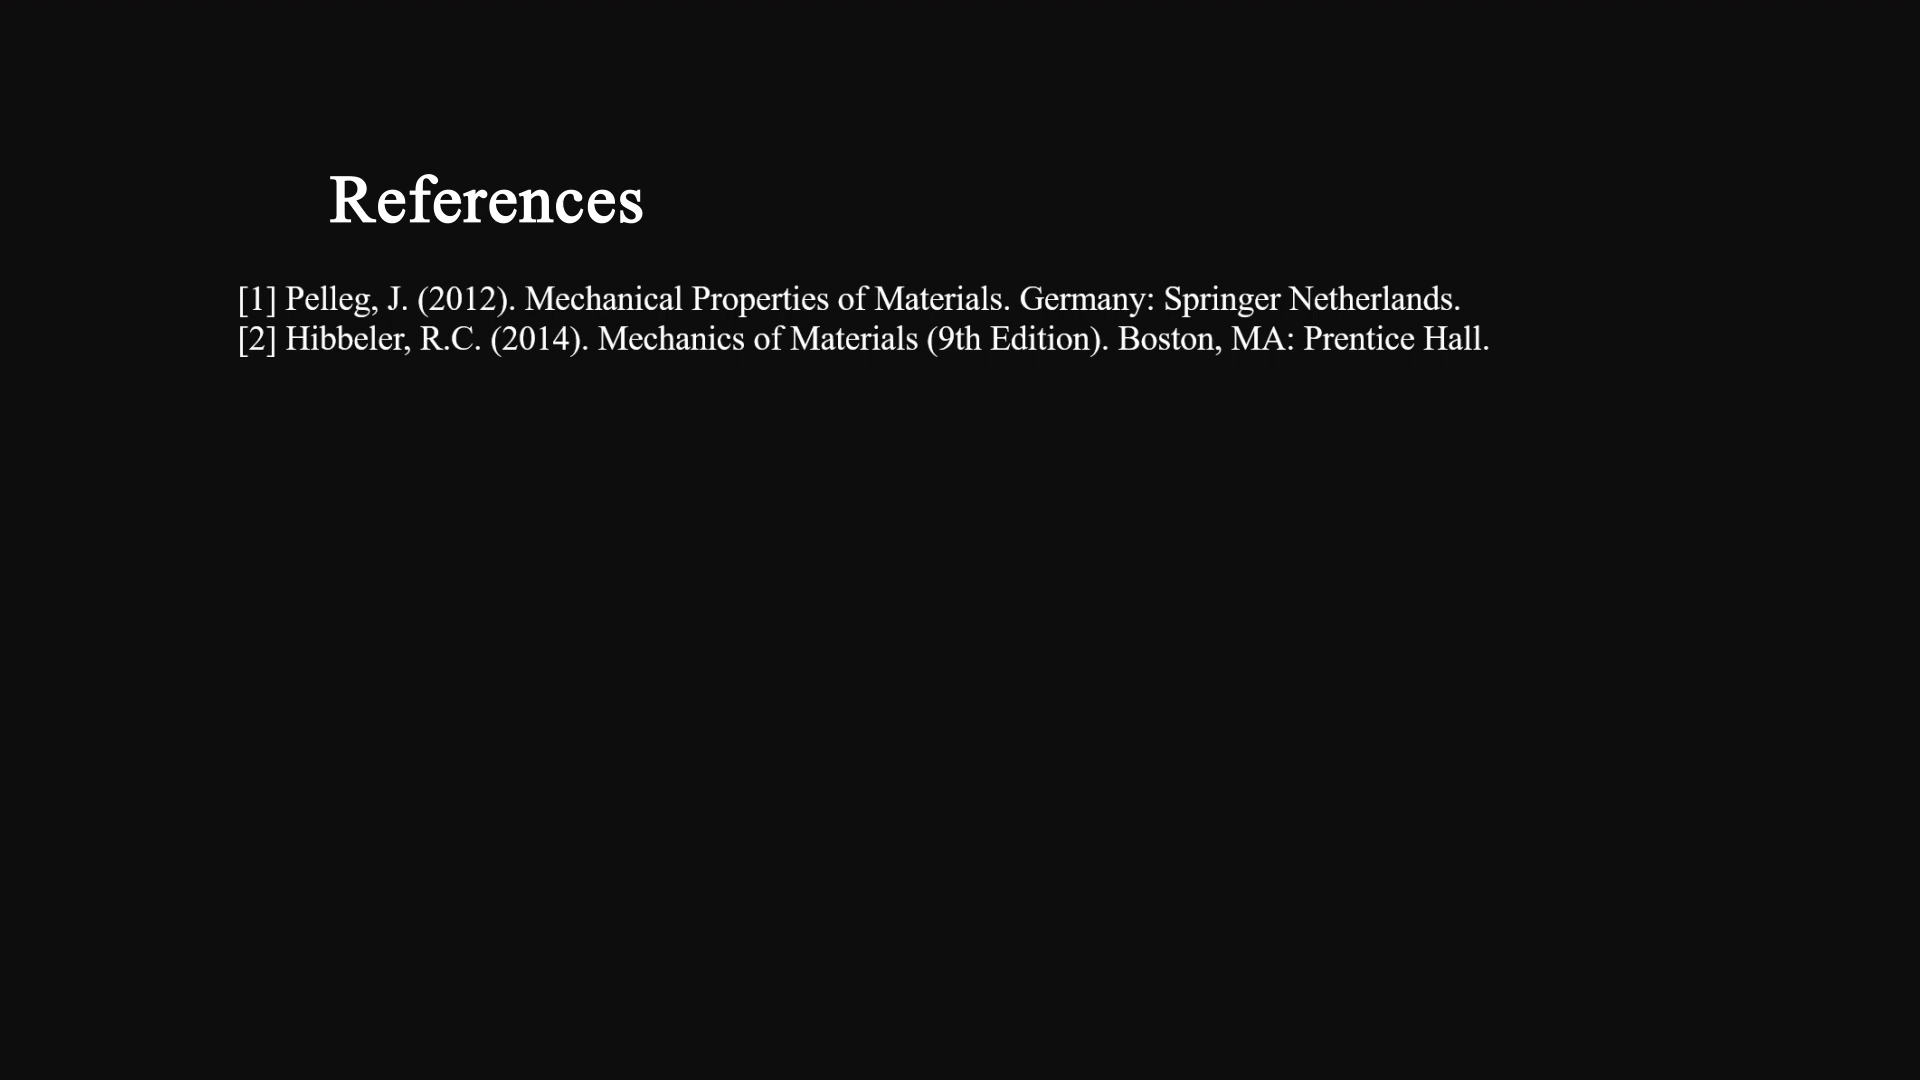 References
[1] Pelleg, J. (2012). Mechanical Properties of Materials. Germany: Springer Netherlands.
[2] Hibbeler, R.C. (2014). Mechanics of Materials (9th Edition). Boston, MA: Prentice Hall.